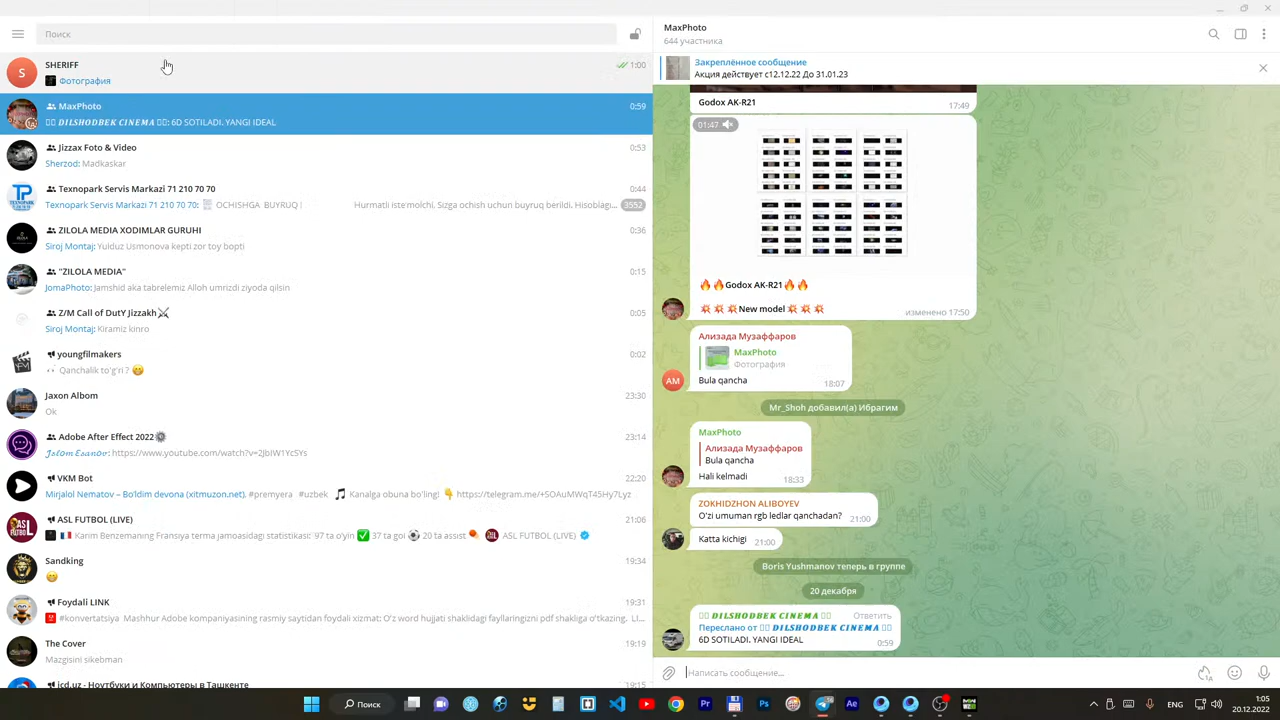 Поиск
SHERIFF
1:00
Фотография
MaxPhoto
0:59
DILSHODBEK CINEMA : 6D SOTILADI. YANGI IDEAL
Jizzax Foto & Video
0:53
Sherzod: Madkaskar
Texnopark Servis Markazi 71 210 70 70
0:44
Texnopark Servis Markazi 71 210 70 70: OCHISHGA BUYRUQ ! Hurmatli iste'molchi, Sizga ochish uchun buyruq berildi, Hisoblagi... 3552
ZILOLA MEDIA XODIMLAR GURUHI
0:36
Siroj Montaj: Yulduz Usmonova kepti zor toy bopti
"ZILOLA MEDIA"
0:15
JomaPhoto: Jamshid aka tabrelemiz Alloh umrizdi ziyoda qilsin
Z/M Call of DutY Jizzakh⚔
0:05
Siroj Montaj: Kiramiz kinro
youngfilmakers
0:02
👀 Qanchalik to'g'ri ? 🤭
Jaxon Albom
23:30
Ok
Adobe After Effect 2022
23:14
https://www.youtube.com/watch?v=2JbIW1YcSYs
VKM Bot
22:20
Mirjalol Nematov – Bo'ldim devona (xitmuzon.net). #premyera #uzbek 🎵 Kanalga obuna bo'ling! 👇 https://telegram.me/+SOAuMWqT45Hy7Lyz
ASL FUTBOL (LIVE)
21:06
🇫🇷 Karim Benzemaning Fransiya terma jamoasidagi statistikasi: 97 ta o'yin ✅ 37 ta gol ⚽ 20 ta assist ASL FUTBOL (LIVE)
Sandking
19:34
Foydali LINK
19:31
#konvertatsiya Mashhur Adobe kompaniyasining rasmiy saytidan foydali xizmat: O'z word hujjati shaklidagi fayllaringizni pdf shakliga o'tkazing. LI...
The Cover
19:19
Mazgisini sikebman
- Ноутбуки и Компьютеры в Ташкенте
19:15
MaxPhoto
644 участника
Закреплённое сообщение
Акция действует с12.12.22 До 31.01.23
Godox AK-R21
17:49
01:47
🔥 🔥Godox AK-R21🔥 🔥
💥 💥 💥New model 💥 💥 💥
изменено 17:50
Ализада Музаффаров
MaxPhoto
Фотография
Bula qancha
18:07
AM
Mr_Shoh добавил(а) Ибрагим
MaxPhoto
Ализада Музаффаров
Bula qancha
Hali kelmadi
18:33
ZOKHIDZHON ALIBOYEV
O'zi umuman rgb ledlar qanchadan?
21:00
Katta kichigi
21:00
Boris Yushmanov теперь в группе
20 декабря
DILSHODBEK CINEMA
Ответить
Переслано от DILSHODBEK CINEMA
6D SOTILADI. YANGI IDEAL
0:59
Написать сообщение...
Поиск
ENG
1:05
20.12.2022